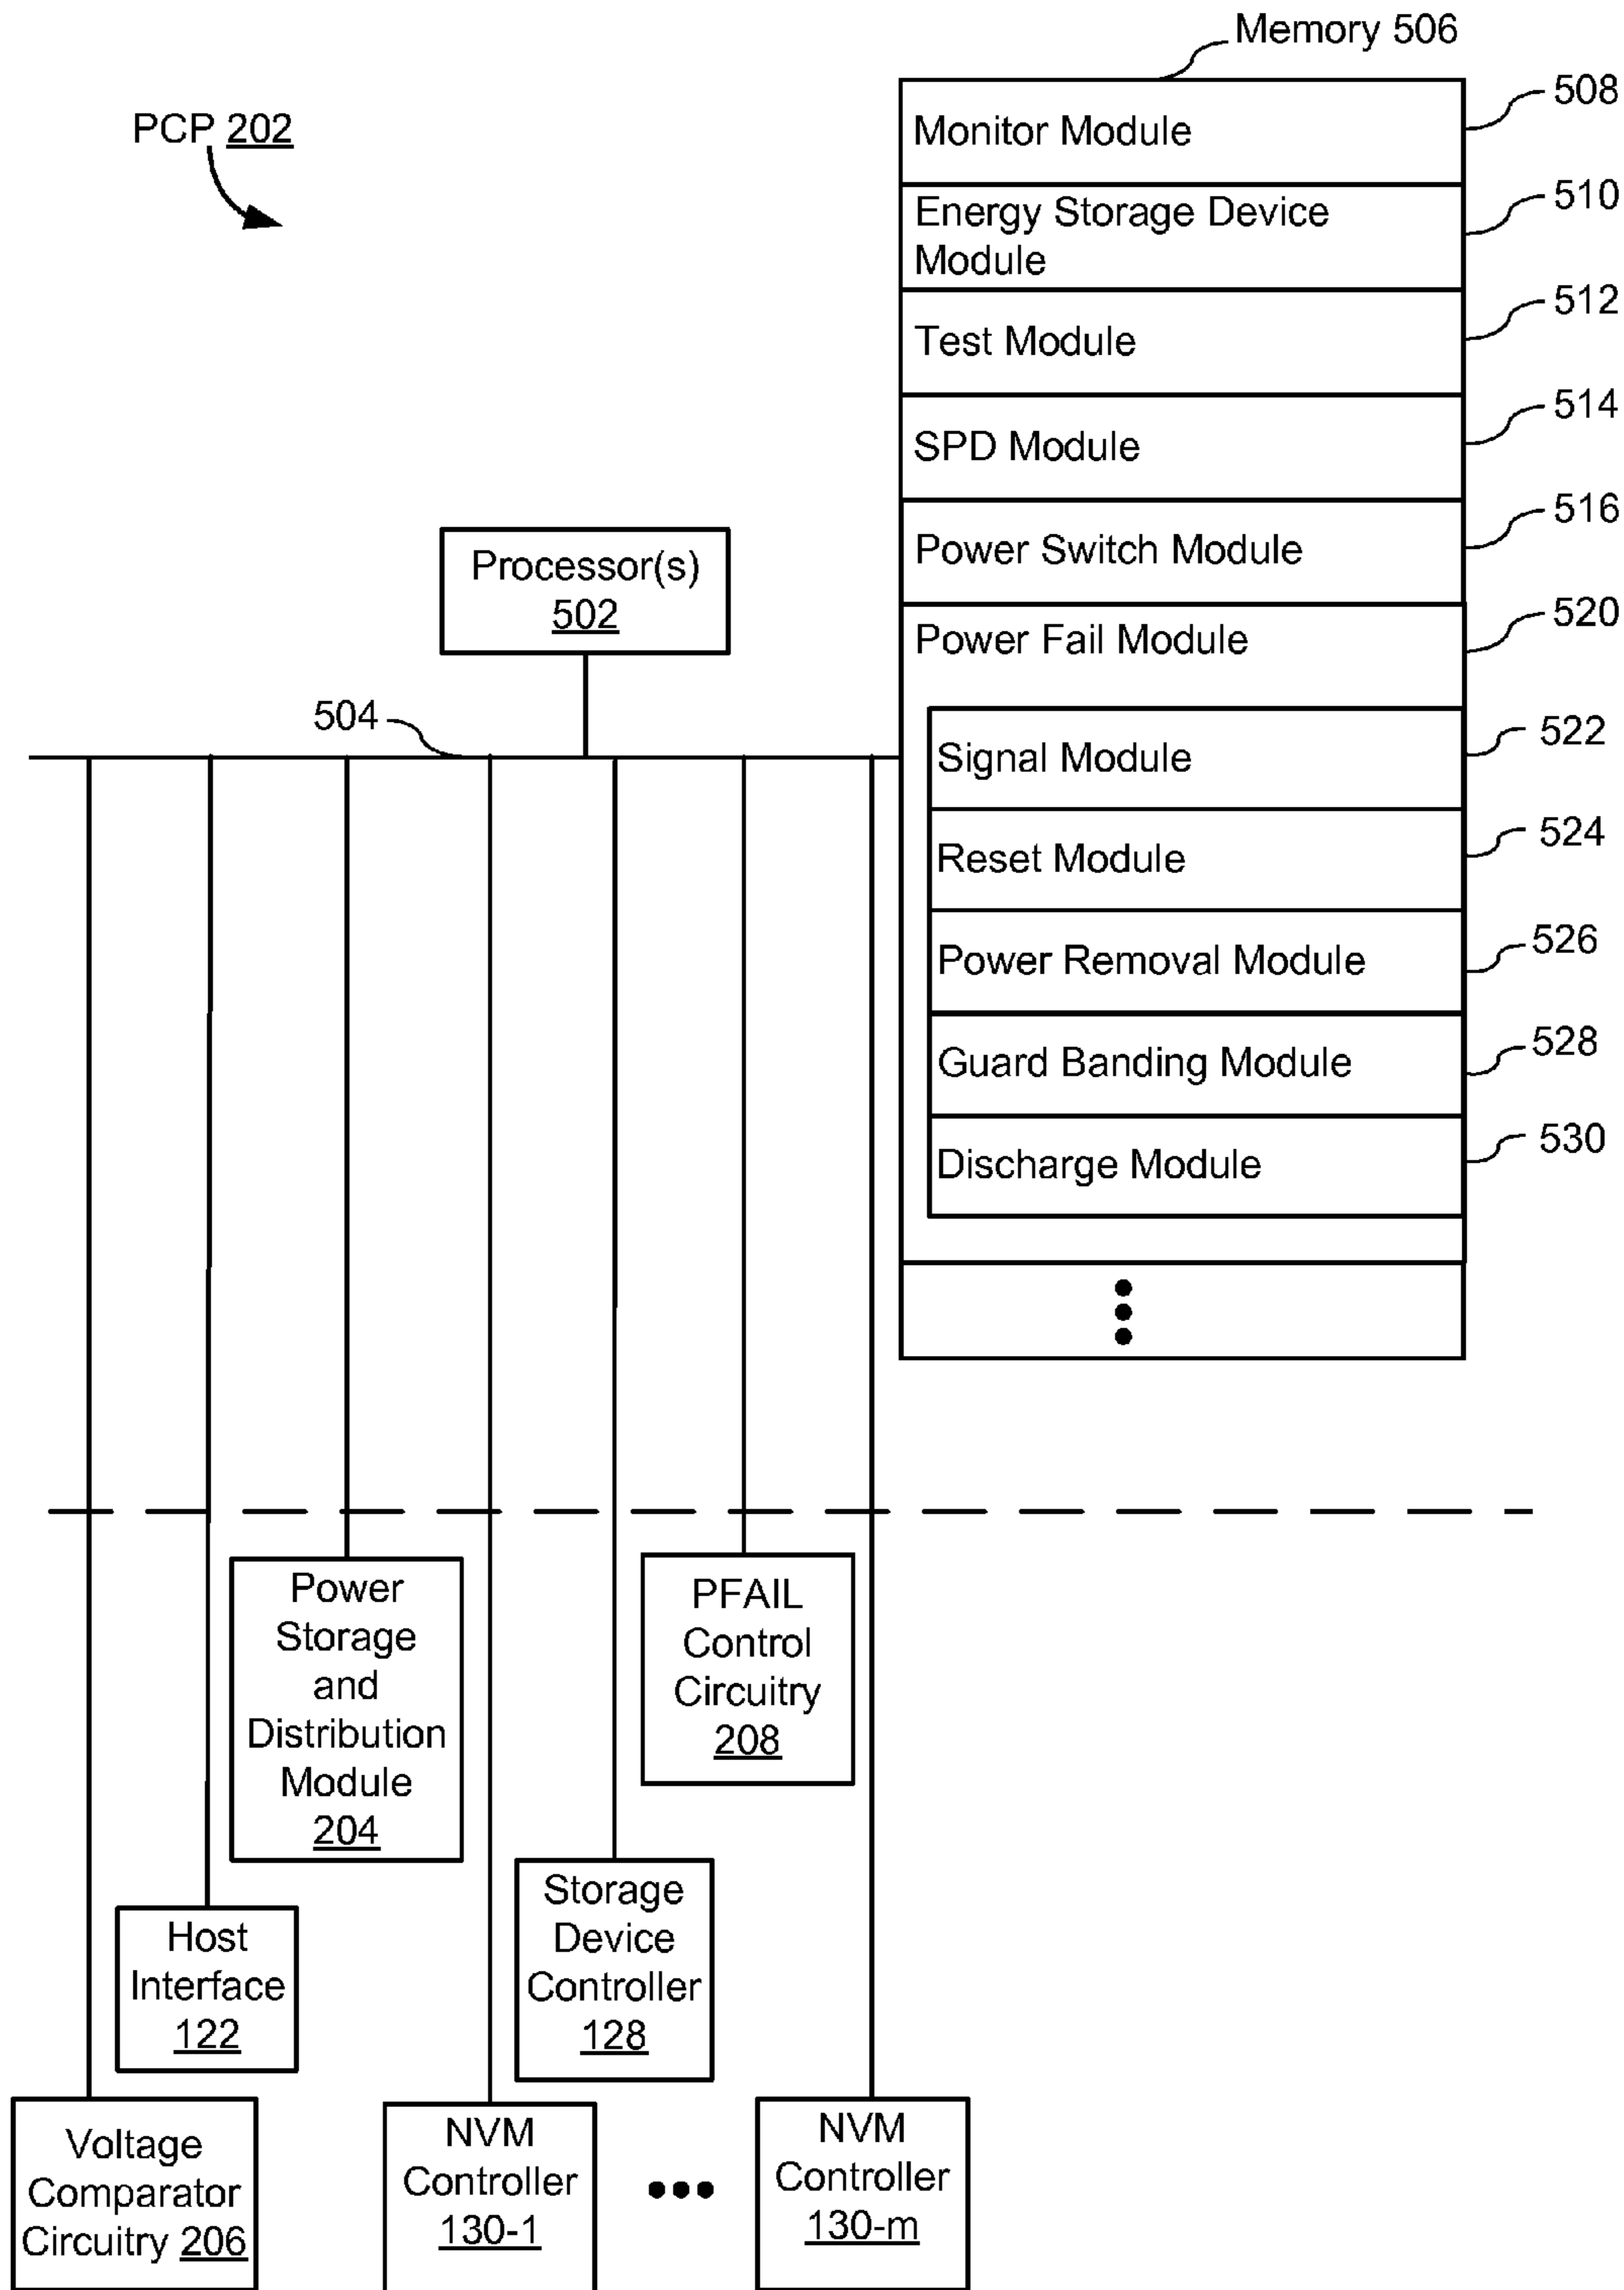 Memory 506
PCP 202
Monitor Module
508
Energy Storage Device
Module
510
Test Module
512
SPD Module
514
Power Switch Module
516
Power Fail Module
520
Signal Module
522
Reset Module
524
Power Removal Module
526
Guard Banding Module
528
Discharge Module
530
Processor(s)
502
504
Power
Storage
and
Distribution
Module
204
PFAIL
Control
Circuitry
208
Host
Interface
122
Storage
Device
Controller
128
Voltage
Comparator
Circuitry 206
NVM
Controller
130-1
NVM
Controller
130-m